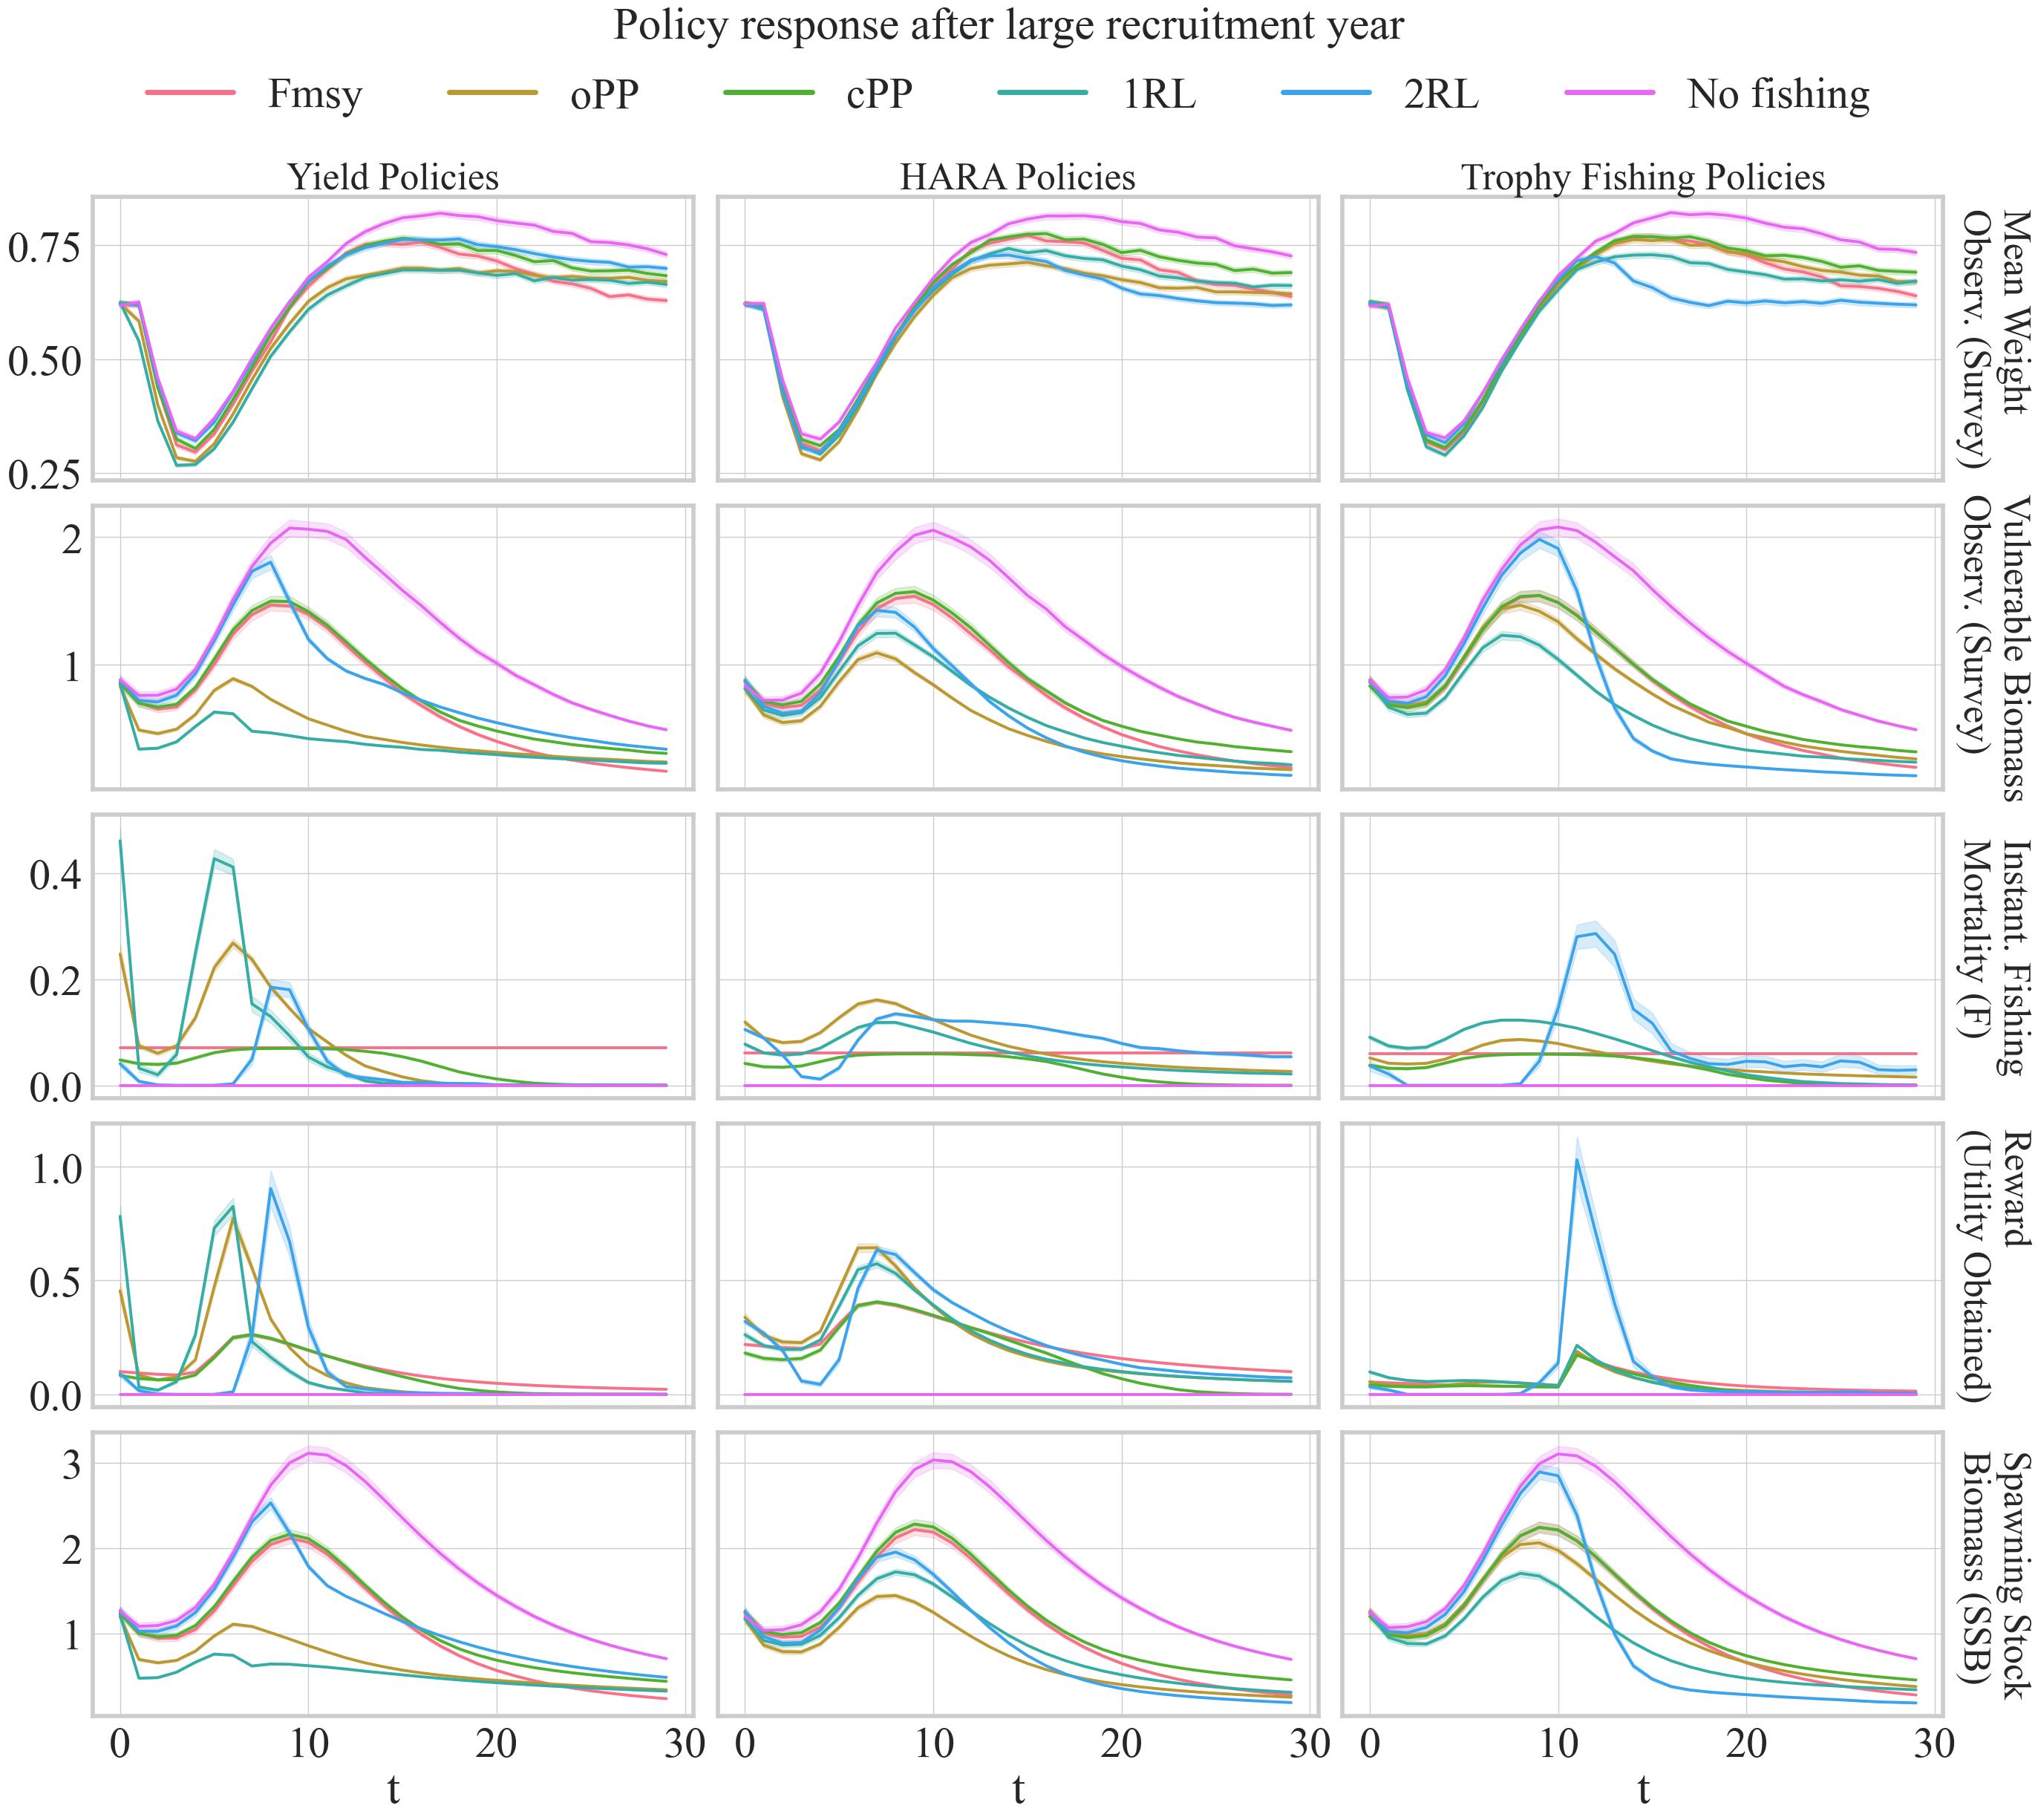 Policy response after large recruitment year
Fmsy oPP cPP 1RL 2RL No fishing
Yield Policies HARA Policies Trophy Fishing Policies
0.75
0.50
0.25
Mean Weight
Observ. (Survey)
2
1
Vulnerable Biomass
Observ. (Survey)
0.4
0.2
0.0
Instant. Fishing
Mortality (F)
1.0
0.5
0.0
Reward
(Utility Obtained)
3
2
1
Spawning Stock
Biomass (SSB)
0 10 20 30 0 10 20 30 0 10 20 30
t t t